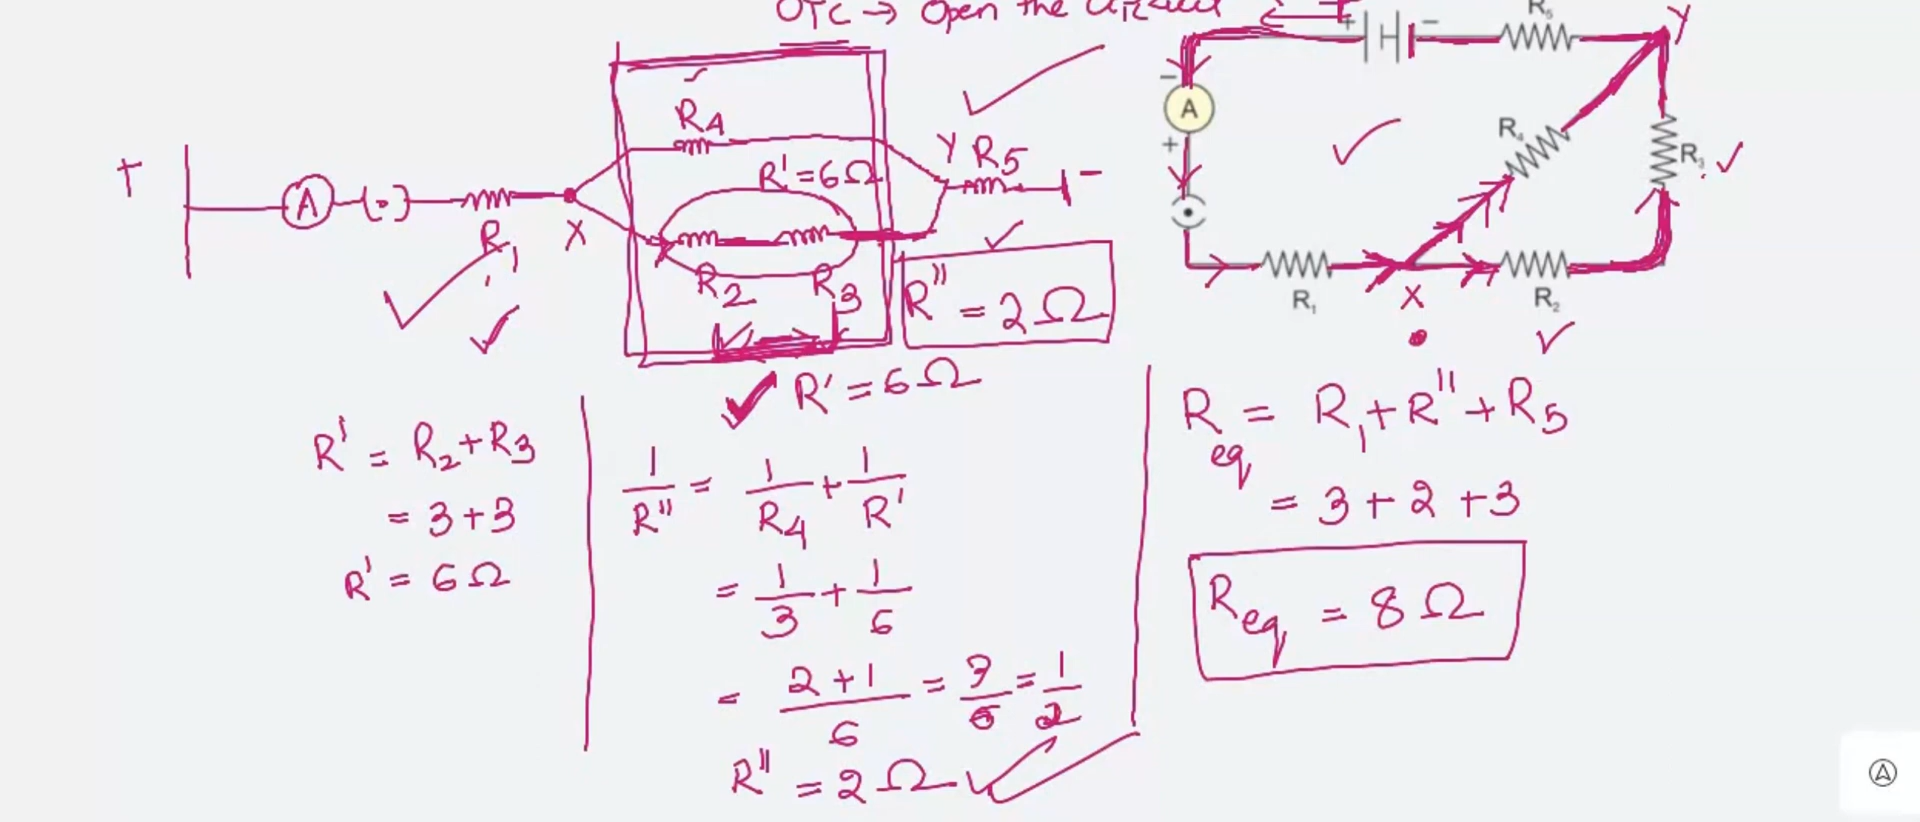 OTC → Open the Circuit
+ − R5 Y
R4
− A
R4
+
Y R5
R' = 6Ω
R3
+ A (•) −
R1 X
R2 R3
R" = 2Ω
R1 X R2
R' = 6Ω
R' = R2 + R3
= 3 + 3
R' = 6Ω
1/R" = 1/R4 + 1/R'
= 1/3 + 1/6
= 2+1/6 = 3/6 = 1/2
R" = 2Ω
Req = R1 + R" + R5
= 3 + 2 + 3
Req = 8Ω
A